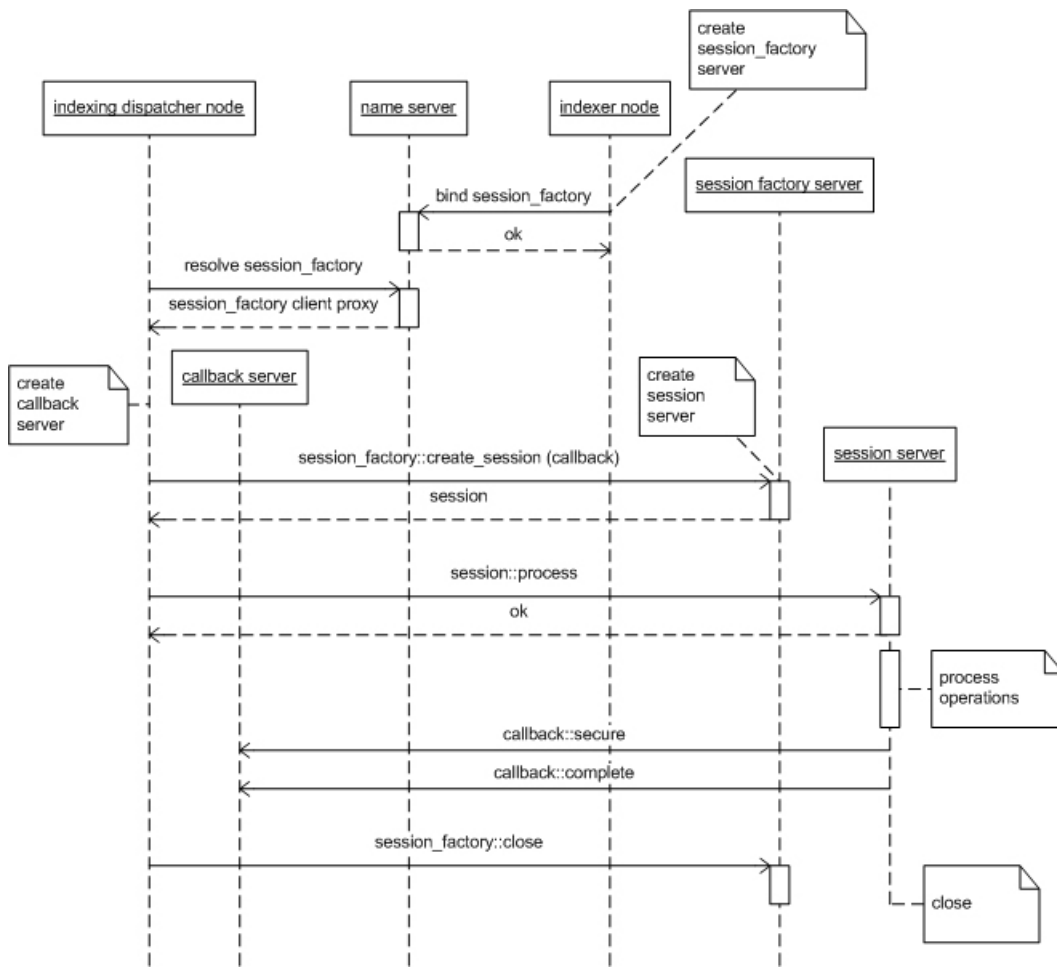 create
session_factory
server
indexing dispatcher node
name server
indexer node
session factory server
bind session_factory
ok
resolve session_factory
session_factory client proxy
create
callback
server
callback server
create
session
server
session server
session_factory::create_session (callback)
session
session::process
ok
process
operations
callback::secure
callback::complete
session_factory::close
close